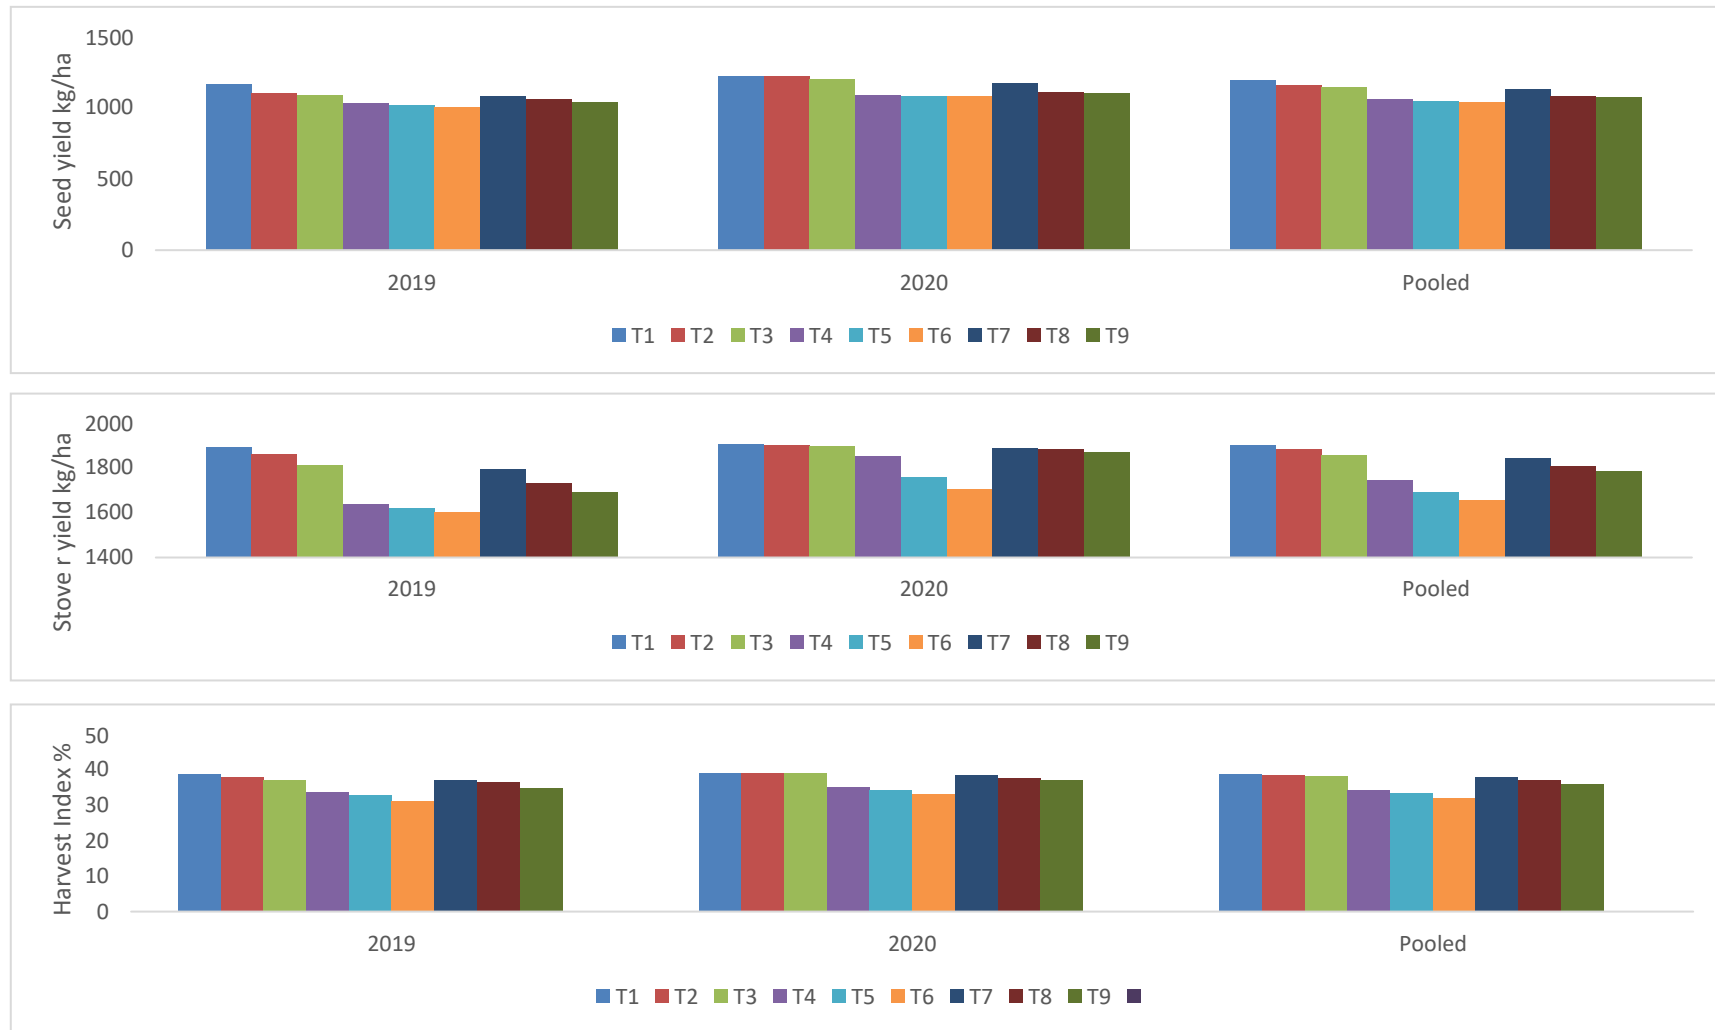 Seed yield kg/ha
1500
1000
500
0
2019 2020 Pooled
T1 T2 T3 T4 T5 T6 T7 T8 T9
Stove r yield kg/ha
2000
1800
1600
1400
2019 2020 Pooled
T1 T2 T3 T4 T5 T6 T7 T8 T9
Harvest Index %
50
40
30
20
10
0
2019 2020 Pooled
T1 T2 T3 T4 T5 T6 T7 T8 T9